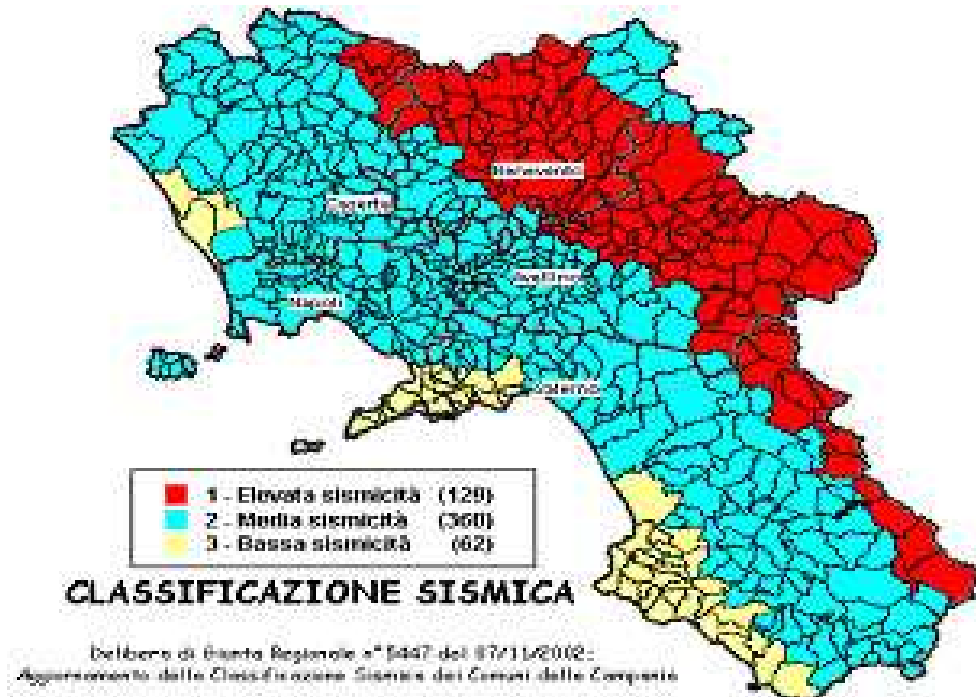 Benevento
Caserta
Avellino
Napoli
Salerno
1 - Elevata sismicità (129)
2 - Media sismicità (360)
3 - Bassa sismicità (62)
CLASSIFICAZIONE SISMICA
Delibera di Giunta Regionale n° 5447 del 07/11/2002:
Aggiornamento della Classificazione Sismica dei Comuni della Campania